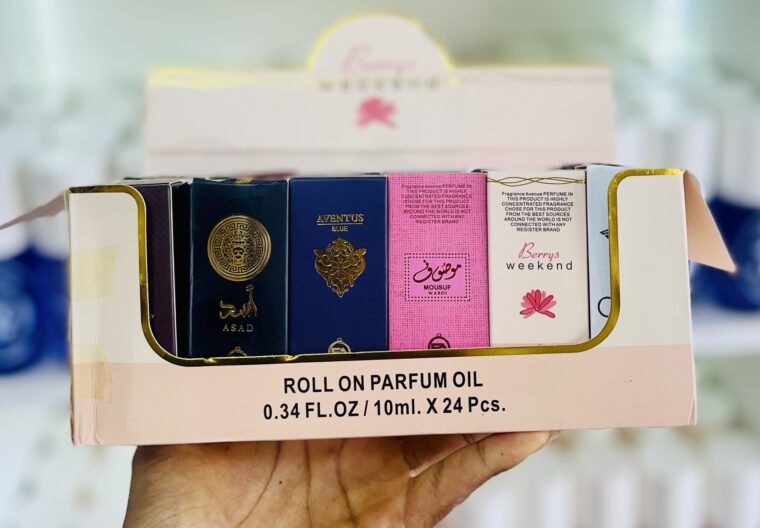 Berrys
WEEKEND
أسد
ASAD
AVENTUS
BLUE
Fragrance Avenue PERFUME IN
THIS PRODUCT IS HIGHLY
CONCENTRATED FRAGRANCE
CHOSE FOR THIS PRODUCT
FROM THE BEST SOURCES
AROUND THE WORLD IS NOT
CONNECTED WITH ANY
REGISTER BRAND
موصوف
MOUSUF
WARDI
Fragrance Avenue PERFUME IN
THIS PRODUCT IS HIGHLY
CONCENTRATED FRAGRANCE
CHOSE FOR THIS PRODUCT
FROM THE BEST SOURCES
AROUND THE WORLD IS NOT
CONNECTED WITH ANY
REGISTER BRAND
Berrys
weekend
ROLL ON PARFUM OIL
0.34 FL.OZ / 10ml. X 24 Pcs.